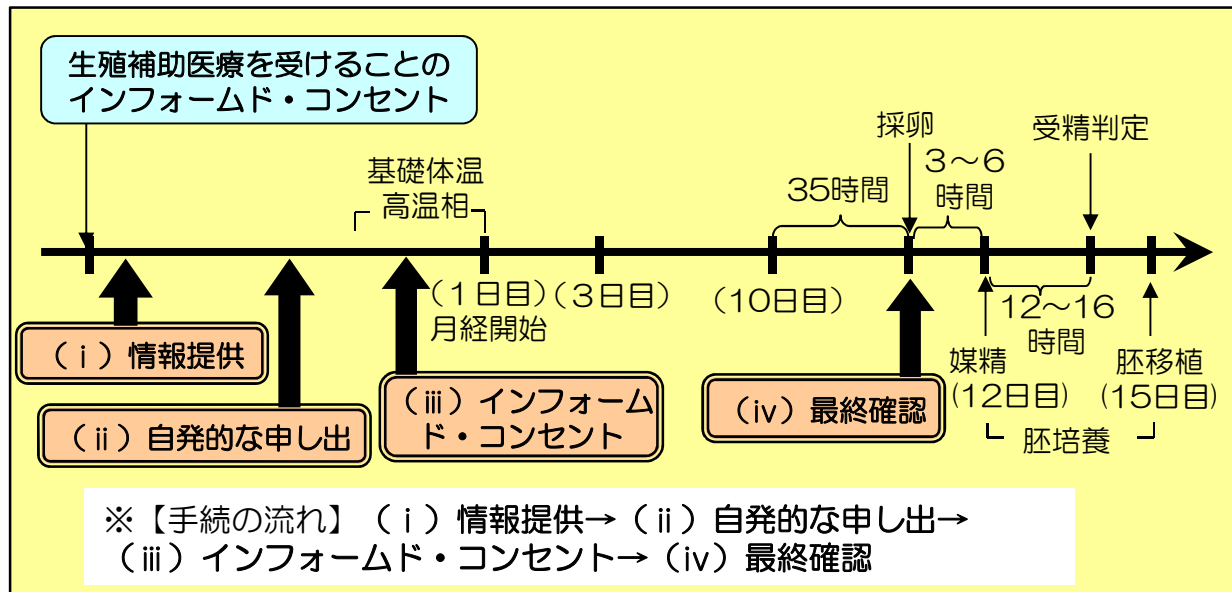 生殖補助医療を受けることの
インフォームド・コンセント
基礎体温
高温相
35時間
採卵
3～6
時間
受精判定
(1日目)
月経開始
(3日目)
(10日目)
12～16
時間
媒精
(12日目)
胚移植
(15日目)
胚培養
(ⅰ)情報提供
(ⅱ)自発的な申し出
(ⅲ)インフォーム
ド・コンセント
(ⅳ)最終確認
※【手続の流れ】(ⅰ)情報提供→(ⅱ)自発的な申し出→
(ⅲ)インフォームド・コンセント→(ⅳ)最終確認